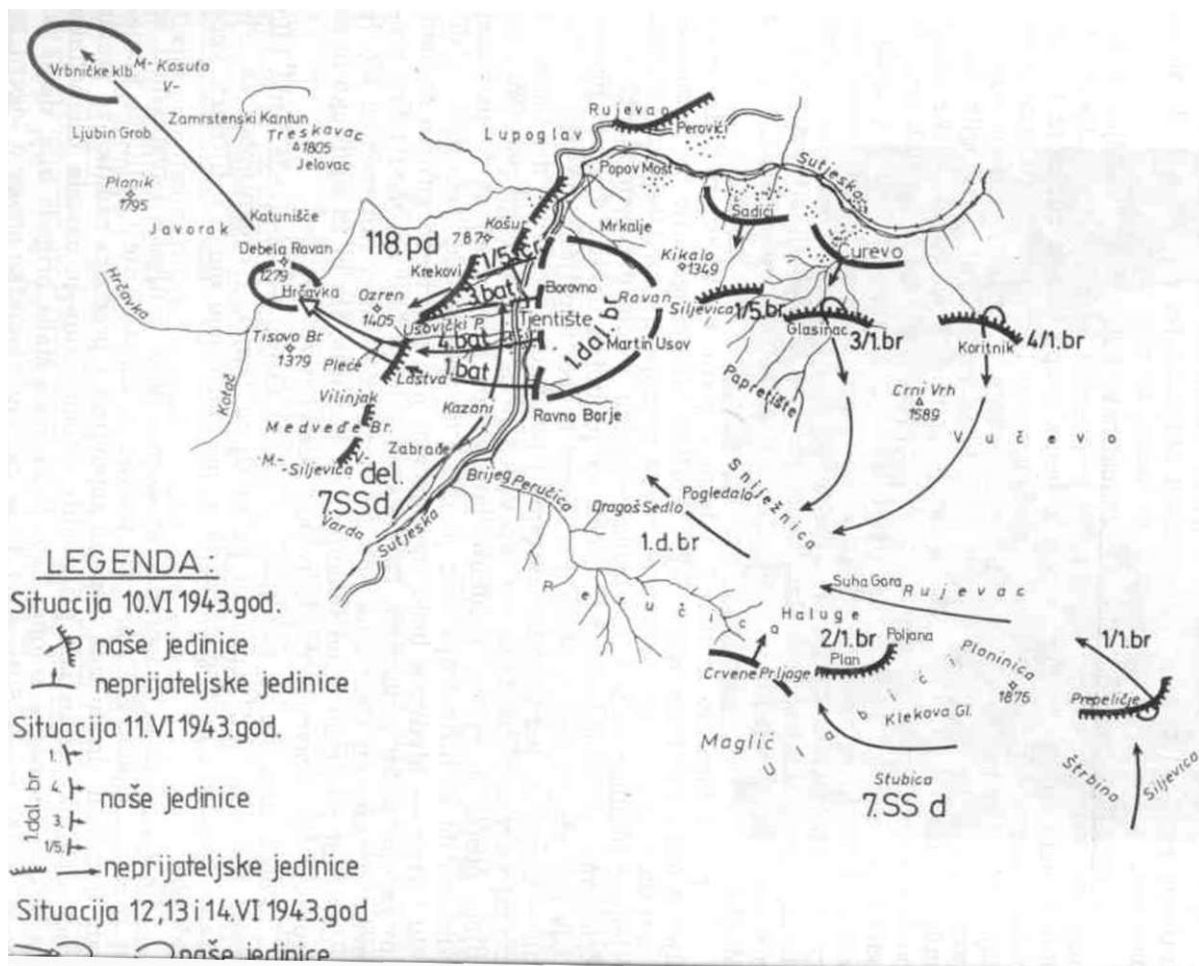 Vrbničke klb
M- Kosuta
V-
Ljubin Grob
Zamrstenski Kantun
Treskavac
1805
Jelovac
Planik
1795
Javorak
Katunišče
Debela Ravan
1279
Hrčavka
Hrčavka
Tisovo Br
1379
Kotač
Lupoglav
Rujevac
Perovići
Popov Most
Sutjeska
Košur
787
118.pd
Krekovi
1/5.br
3.bat
Ozren
1405
Usovički P.
4.bat
Pleće
Lastva
1.bat
Vilinjak
Medveđe Br.
M.-
V-
Siljevica
Zabrađe
Kazani
del.
7.SS d
Varda
Sutjeska
Mrkalje
Borovno
Tjentište
Ravan
1.dal. br
Martin Usov
Ravno Borje
Kikalo
1349
Siljevica
1/5.br
Sadići
Čurevo
Glasinac
3/1.br
Koritnik
4/1.br
Papretište
Crni Vrh
1589
Vučevo
Snježnica
Brijeg
Peručica
Dragoš Sedlo
Pogledalo
1.d.br
Peručica
Suha Gora
Rujevac
Haluge
2/1.br
Poljana
Plan
Crvene Prljage
Planinica
1875
1/1.br
Prepeličje
Klekova Gl.
Maglić
Ulobići
Stubica
7.SS d
Štrbina
Siljevica
LEGENDA:
Situacija 10.VI 1943.god.
naše jedinice
neprijateljske jedinice
Situacija 11.VI 1943.god.
1.
4.
3.
1/5.
1.dal. br
naše jedinice
neprijateljske jedinice
Situacija 12,13 i 14.VI 1943.god
naše jedinice